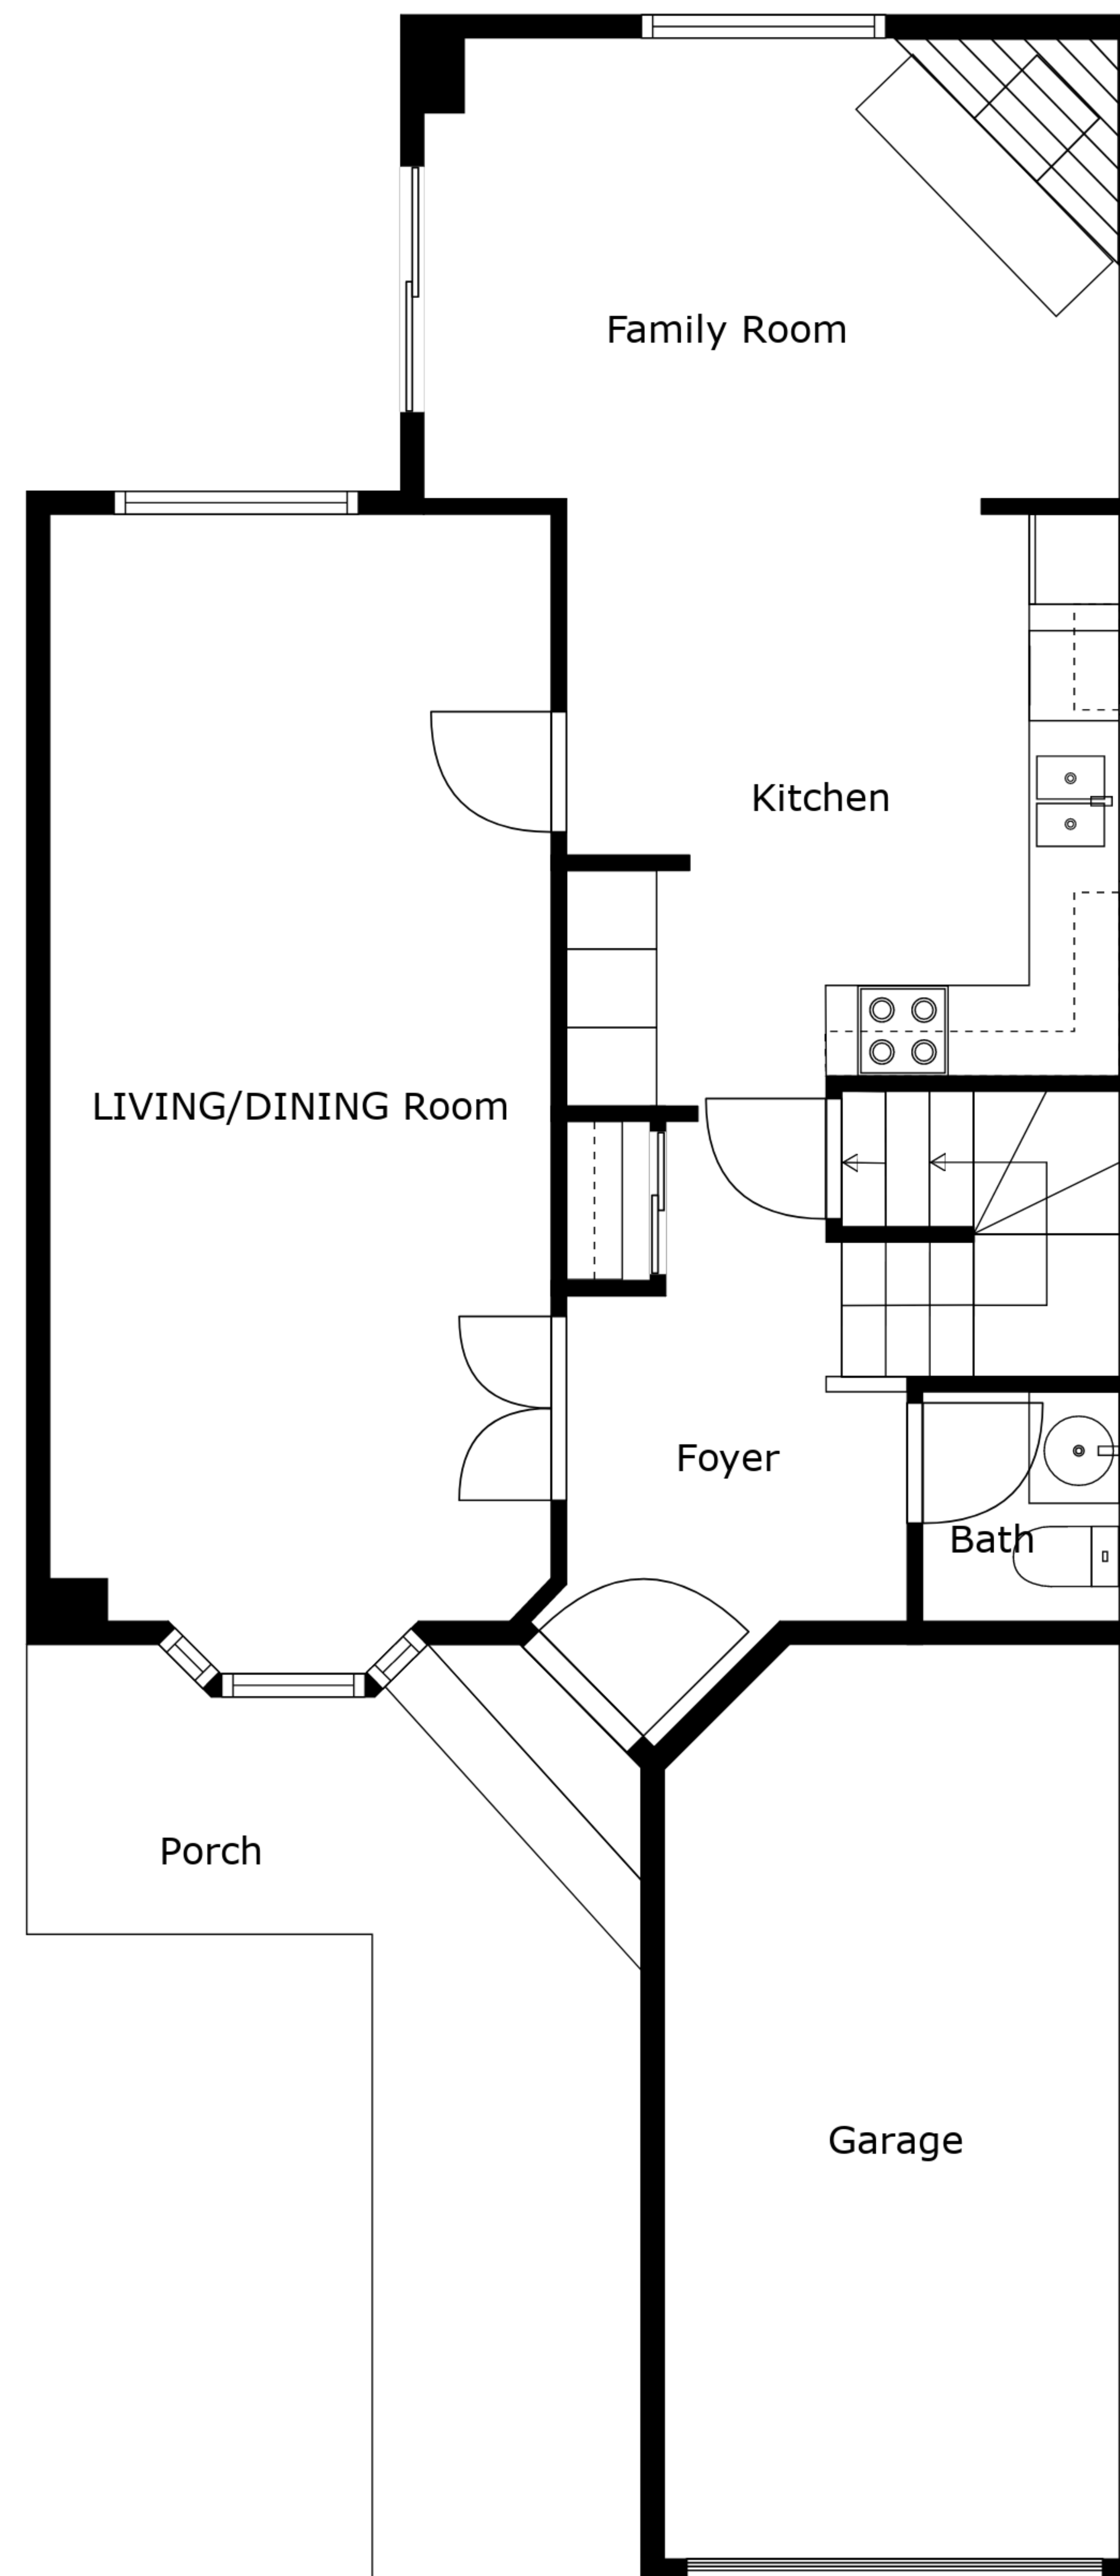 Family Room
Kitchen
LIVING/DINING Room
Foyer
Bath
Porch
Garage